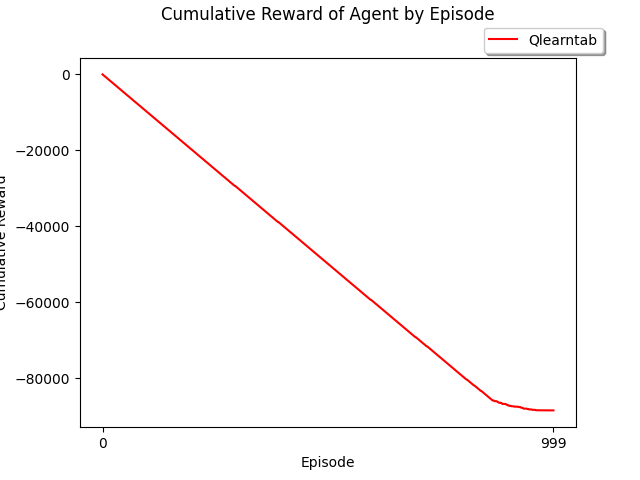 Cumulative Reward of Agent by Episode
Qlearntab
0
−20000
−40000
−60000
−80000
Cumulative Reward
0
999
Episode